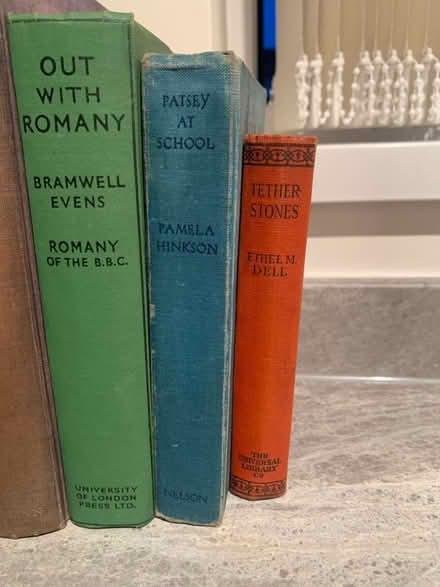 OUT
WITH
ROMANY
BRAMWELL
EVENS
ROMANY
OF THE B.B.C.
UNIVERSITY
OF LONDON
PRESS LTD.
PATSEY
AT
SCHOOL
PAMELA
HINKSON
NELSON
TETHER
STONES
ETHEL M.
DELL
THE
UNIVERSAL
LIBRARY
CO